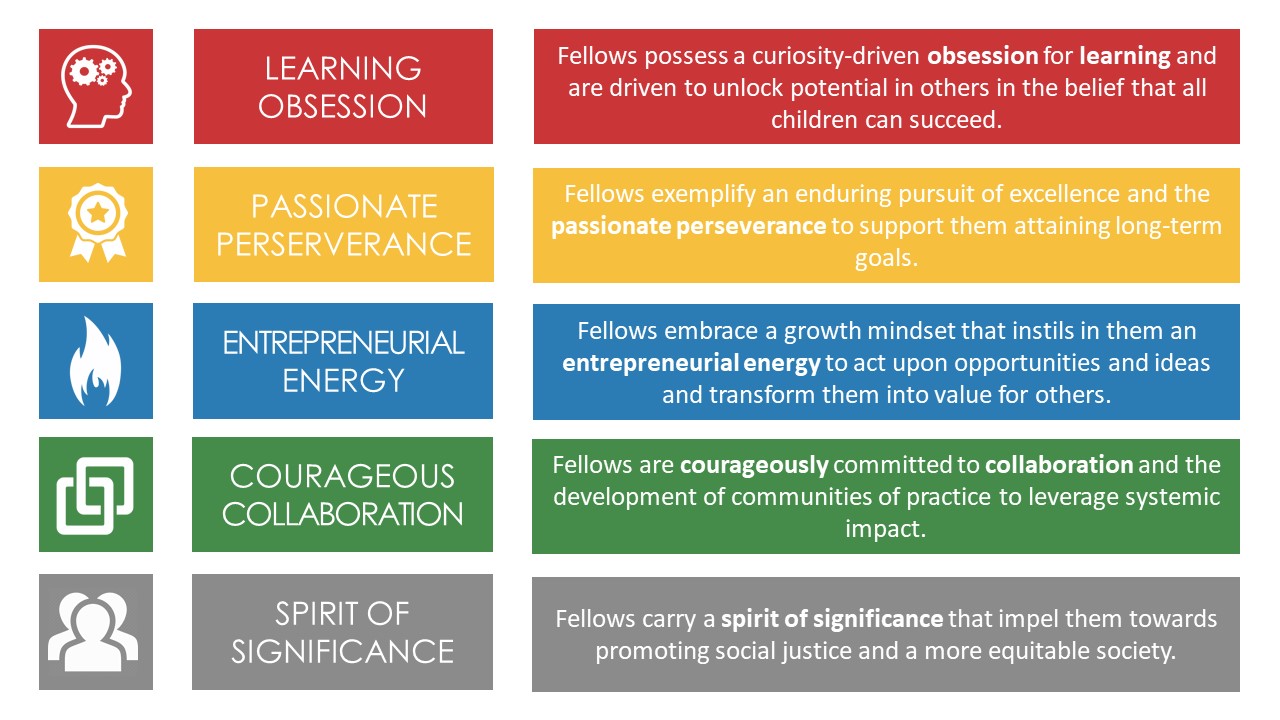 LEARNING
OBSESSION
Fellows possess a curiosity-driven obsession for learning and
are driven to unlock potential in others in the belief that all
children can succeed.
PASSIONATE
PERSERVERANCE
Fellows exemplify an enduring pursuit of excellence and the
passionate perseverance to support them attaining long-term
goals.
ENTREPRENEURIAL
ENERGY
Fellows embrace a growth mindset that instils in them an
entrepreneurial energy to act upon opportunities and ideas
and transform them into value for others.
COURAGEOUS
COLLABORATION
Fellows are courageously committed to collaboration and the
development of communities of practice to leverage systemic
impact.
SPIRIT OF
SIGNIFICANCE
Fellows carry a spirit of significance that impel them towards
promoting social justice and a more equitable society.